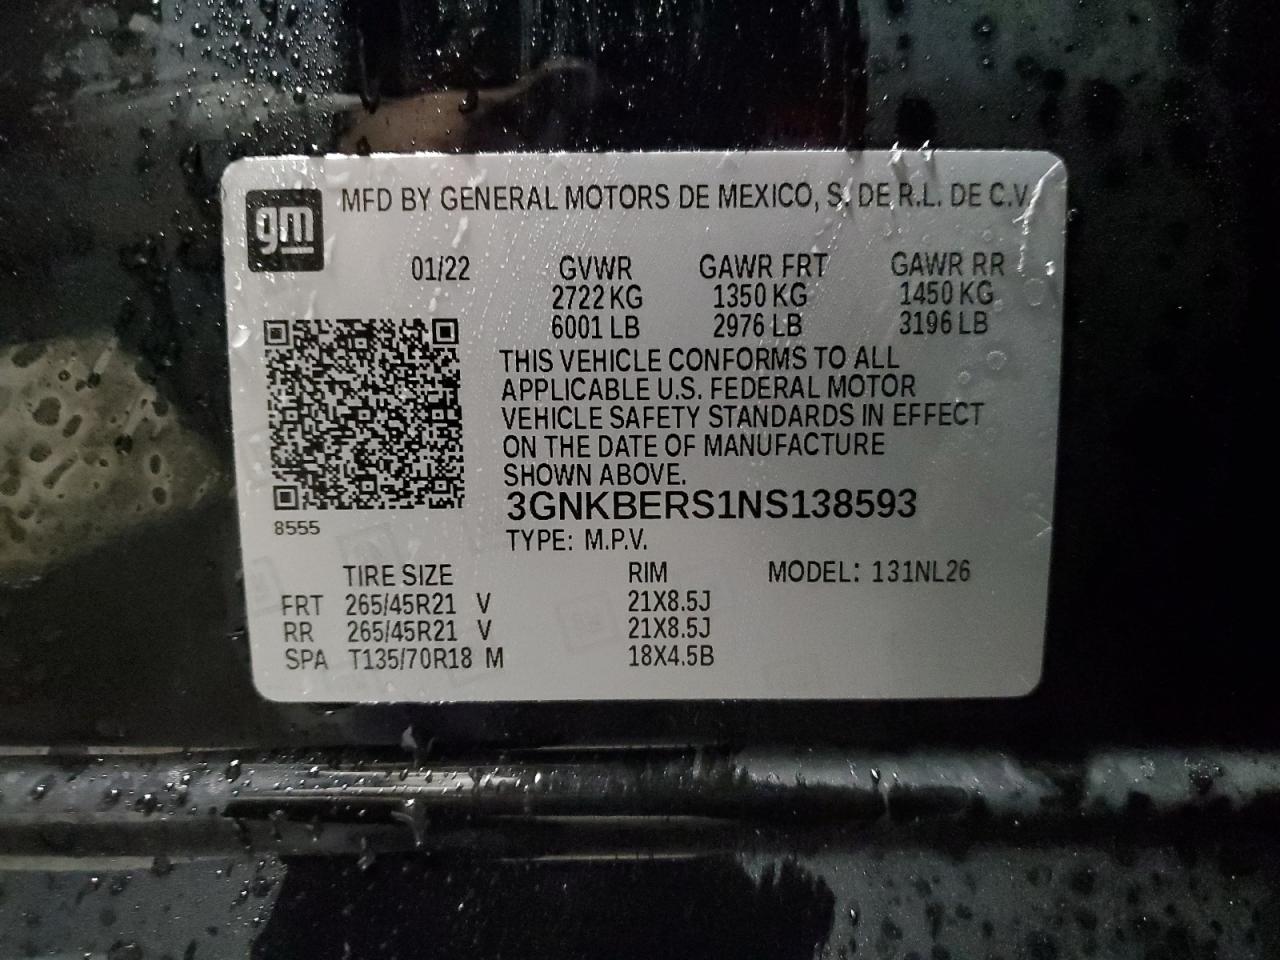 gm MFD BY GENERAL MOTORS DE MEXICO, S. DE R.L. DE C.V.
01/22 GVWR GAWR FRT GAWR RR
2722 KG 1350 KG 1450 KG
6001 LB 2976 LB 3196 LB
THIS VEHICLE CONFORMS TO ALL
APPLICABLE U.S. FEDERAL MOTOR
VEHICLE SAFETY STANDARDS IN EFFECT
ON THE DATE OF MANUFACTURE
SHOWN ABOVE.
3GNKBERS1NS138593
8555
TYPE: M.P.V.
TIRE SIZE RIM MODEL: 131NL26
FRT 265/45R21 V 21X8.5J
RR 265/45R21 V 21X8.5J
SPA T135/70R18 M 18X4.5B